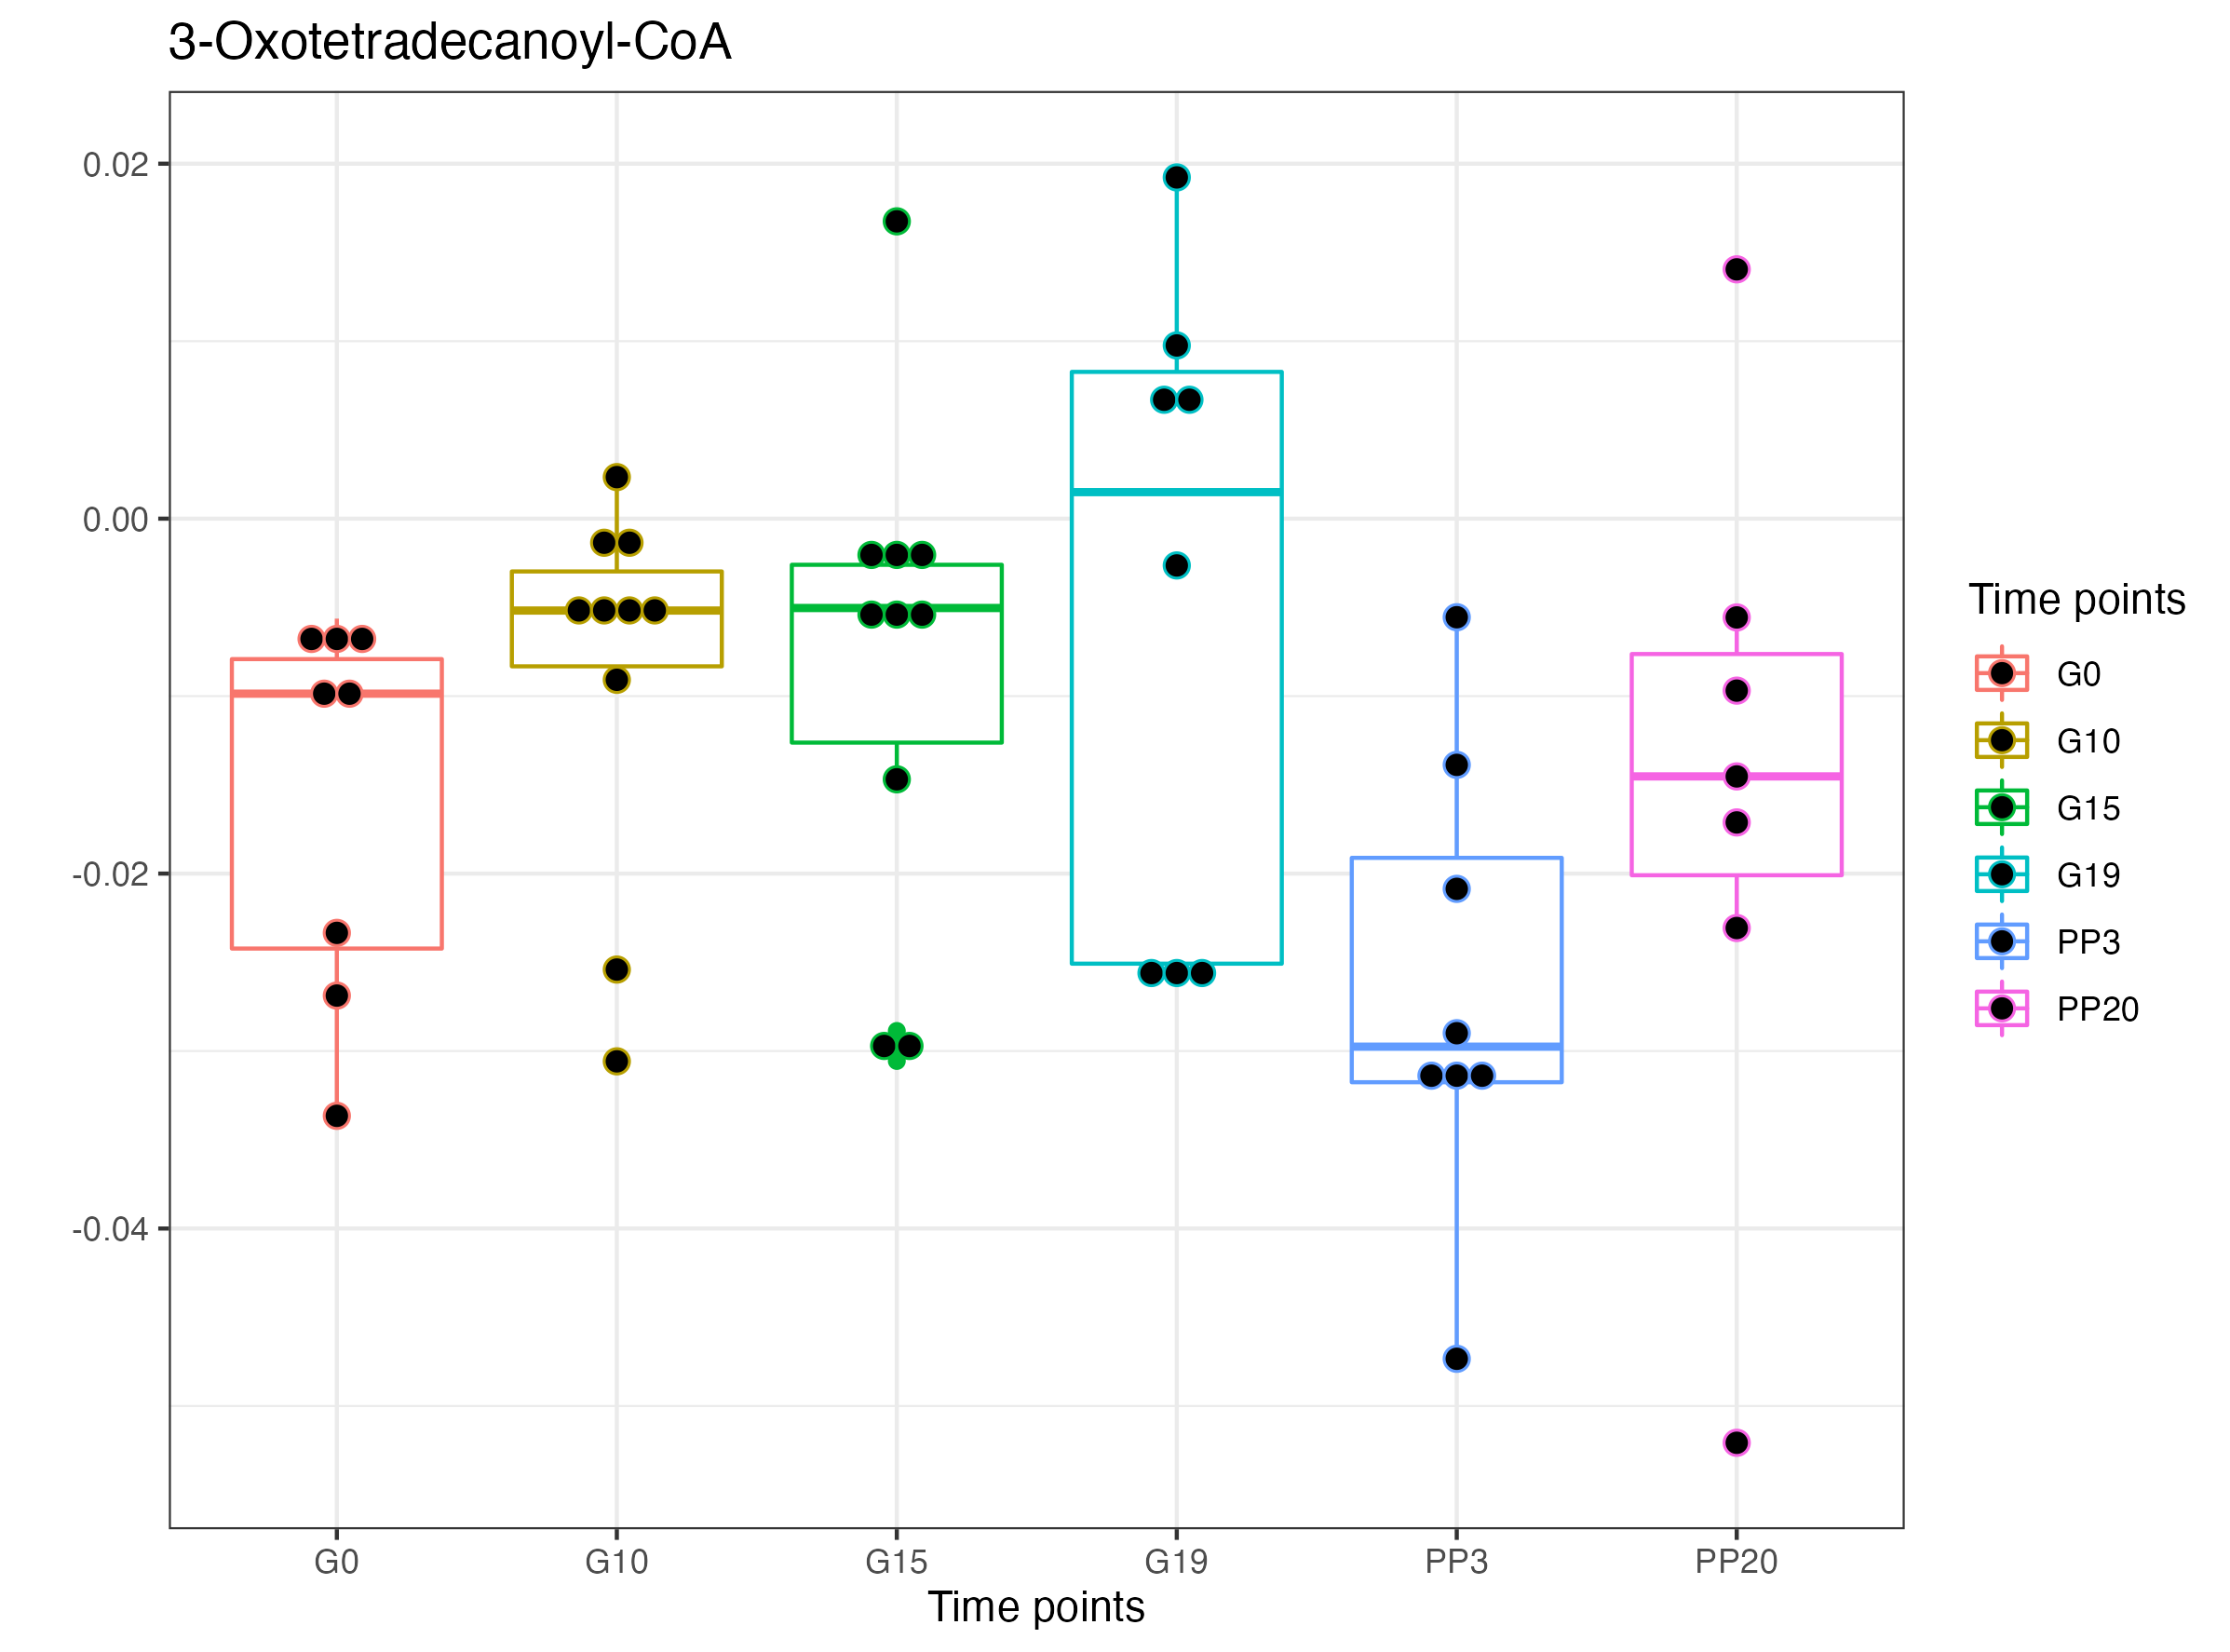 3-Oxotetradecanoyl-CoA
0.02
0.00
-0.02
-0.04
G0 G10 G15 G19 PP3 PP20
Time points
Time points
G0
G10
G15
G19
PP3
PP20